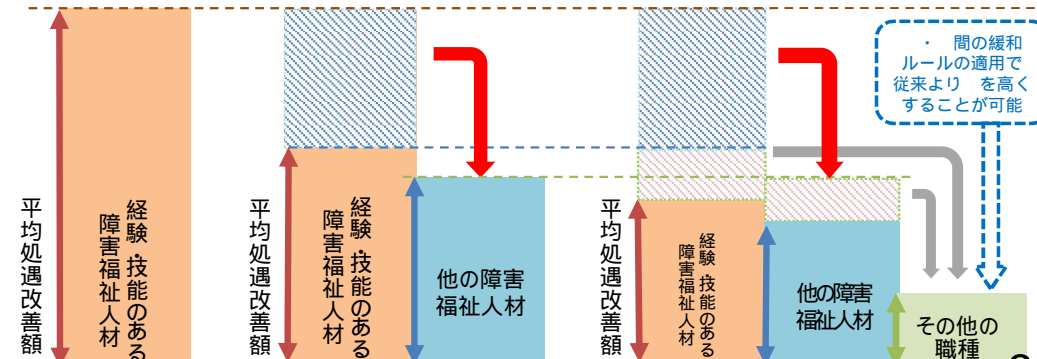 平均処遇改善額
経験・技能のある
障害福祉人材
平均処遇改善額
経験・技能のある
障害福祉人材
他の障害
福祉人材
平均処遇改善額
経験・技能のある
障害福祉人材
他の障害
福祉人材
・ 間の緩和
ルールの適用で
従来より を高く
することが可能
その他の
職種